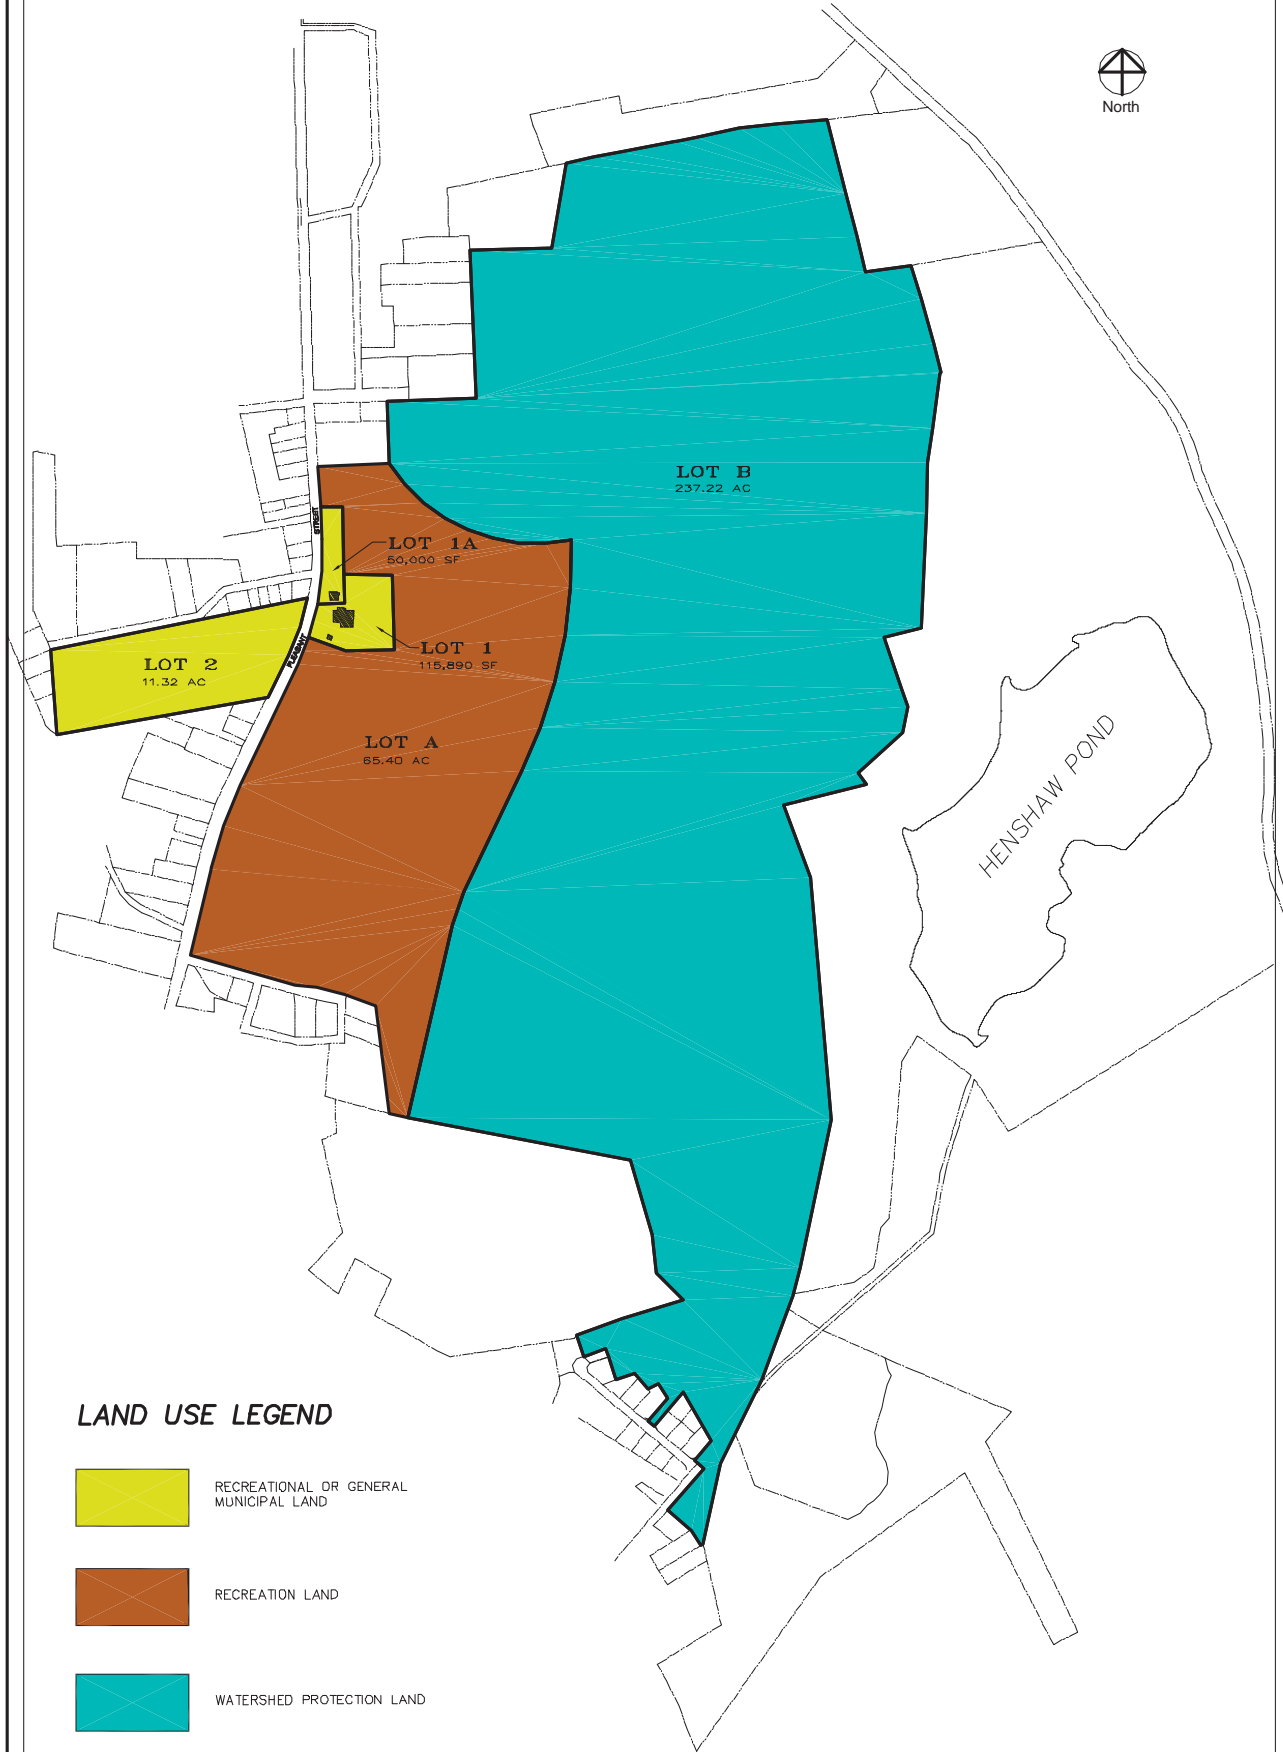 North
LOT B
237.22 AC
STREET
LOT 1A
50,000 SF
LOT 1
115,890 SF
PLEASANT
LOT 2
11.32 AC
LOT A
65.40 AC
HENSHAW POND
LAND USE LEGEND
RECREATIONAL OR GENERAL
MUNICIPAL LAND
RECREATION LAND
WATERSHED PROTECTION LAND